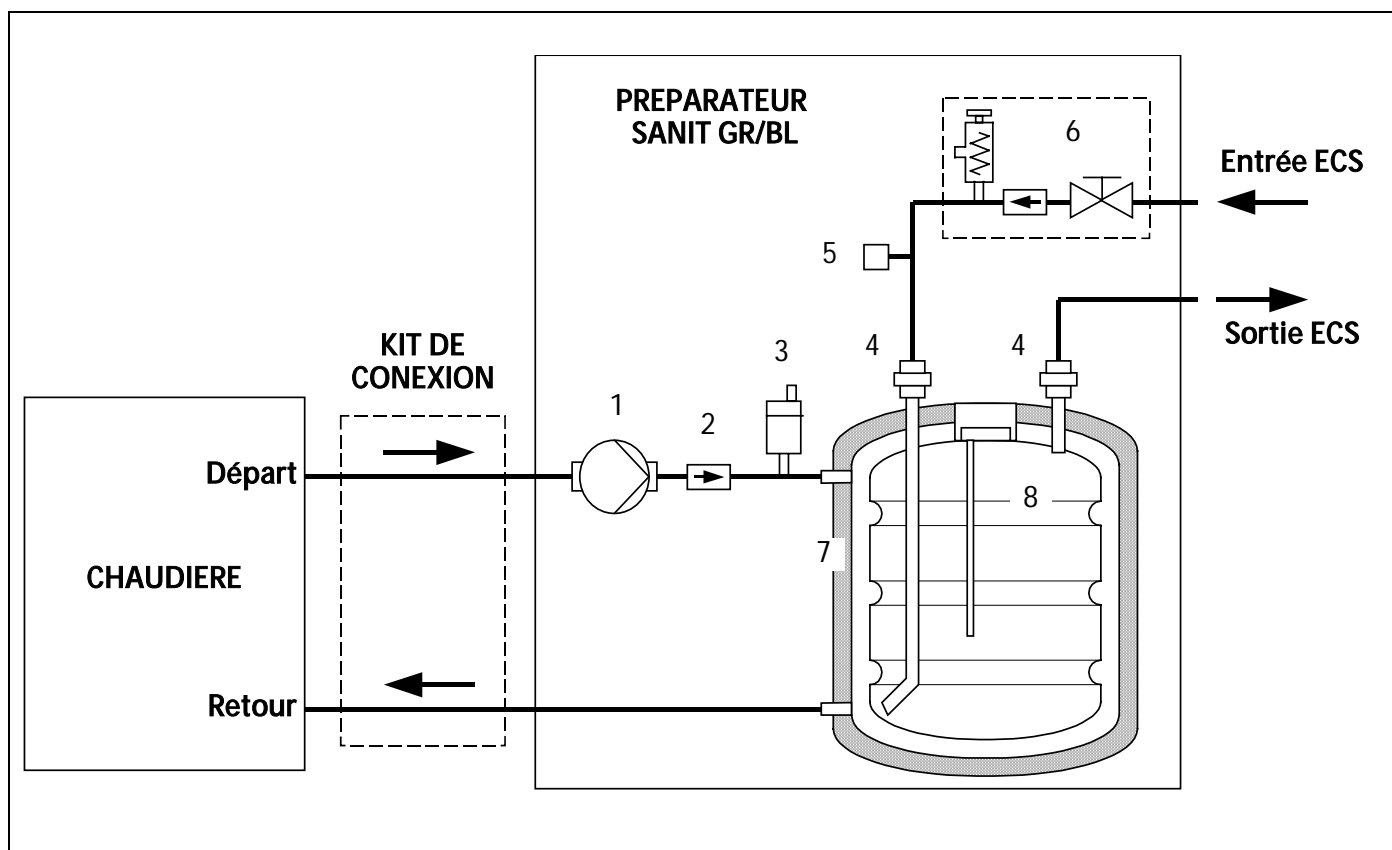 PREPARATEUR
SANIT GR/BL
6
Entrée ECS
5
Sortie ECS
KIT DE
CONEXION
3
4
4
1
2
Départ
8
7
CHAUDIERE
Retour